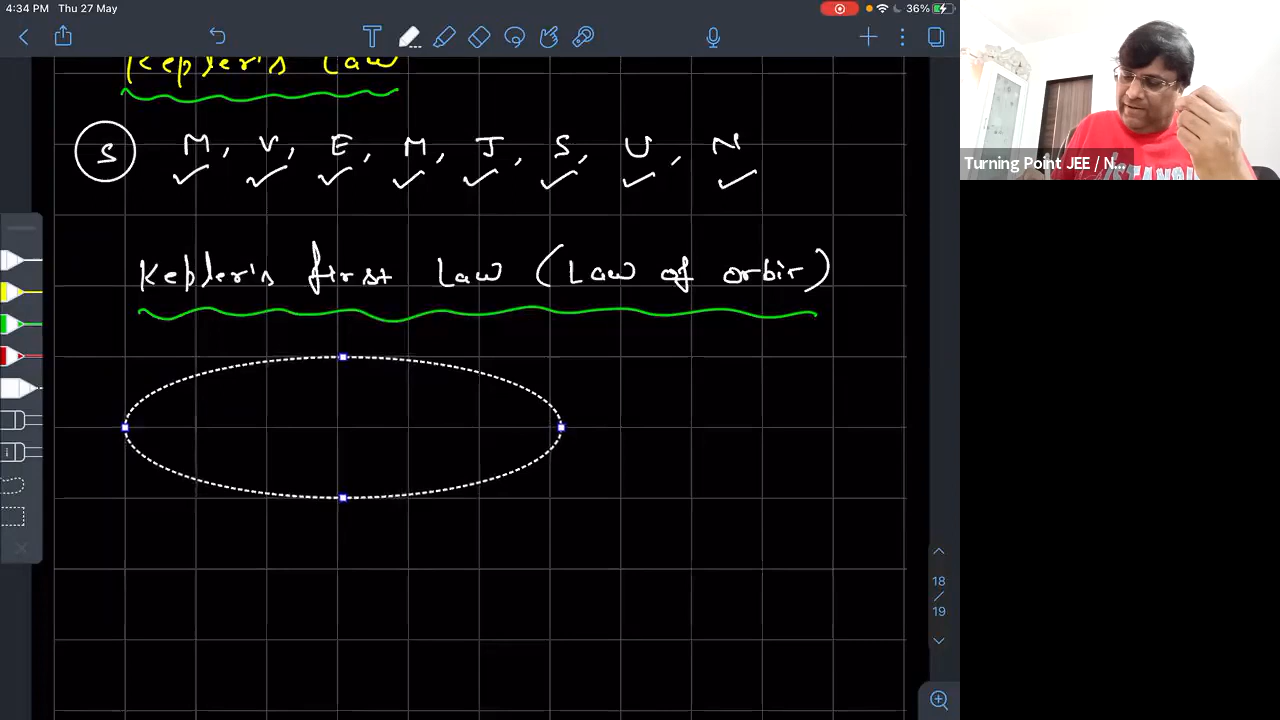 4:34 PM Thu 27 May
36%
T
Kepler's Law
S M, V, E, M, J, S, U, N
Kepler's first Law (Law of orbit)
18
/
19
Turning Point JEE / N...